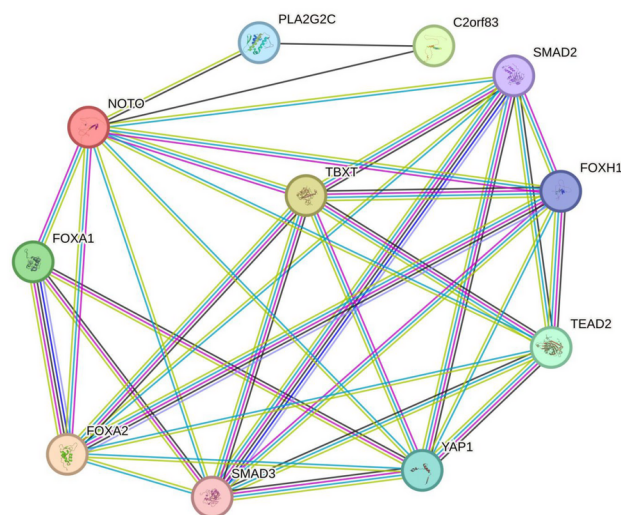 PLA2G2C
C2orf83
SMAD2
NOTO
TBXT
FOXH1
FOXA1
TEAD2
FOXA2
YAP1
SMAD3